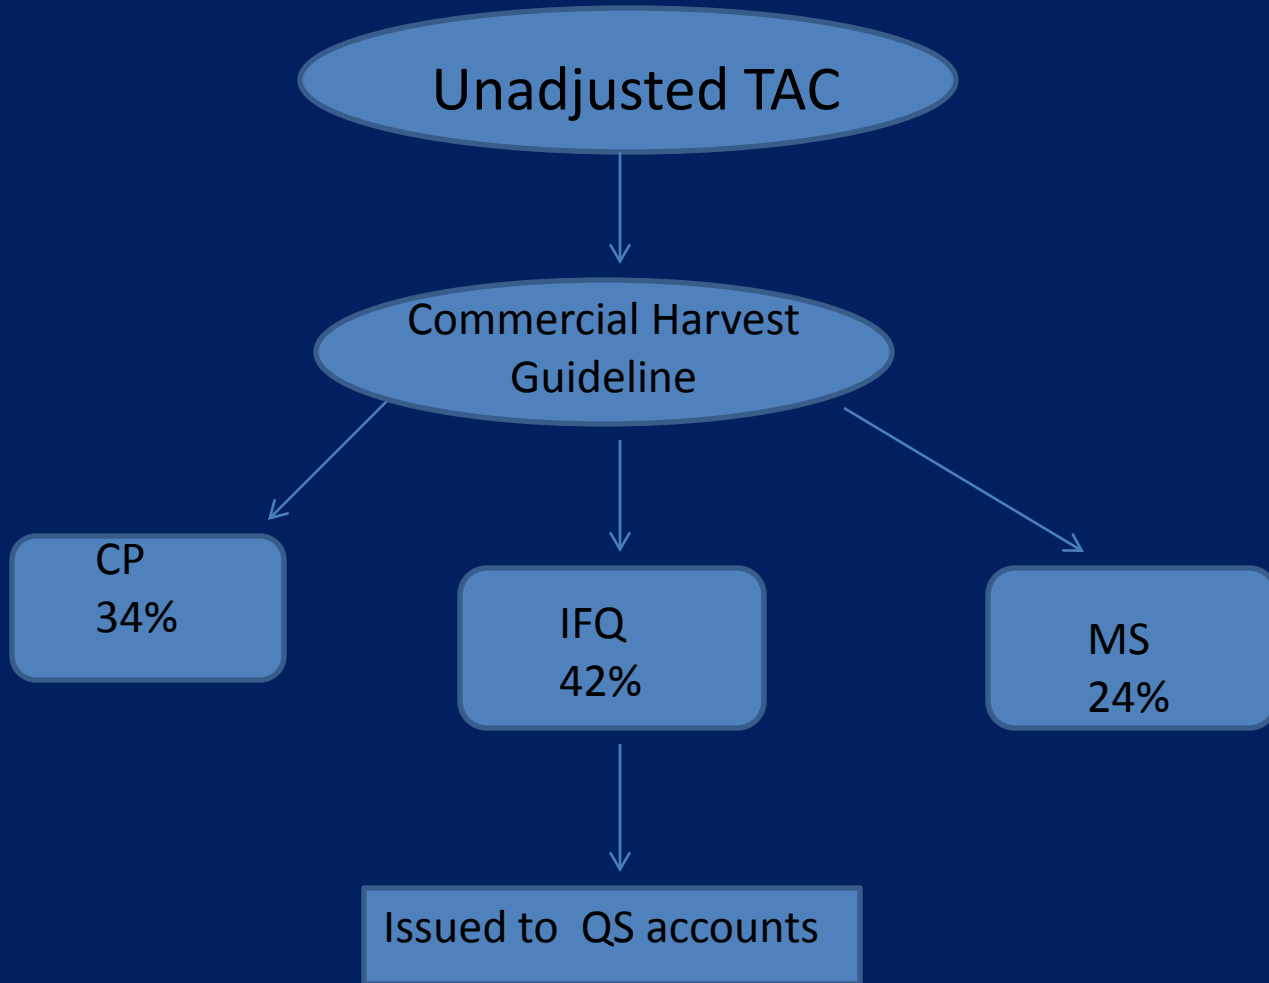 Unadjusted TAC
Commercial Harvest
Guideline
CP
34%
IFQ
42%
MS
24%
Issued to  QS accounts